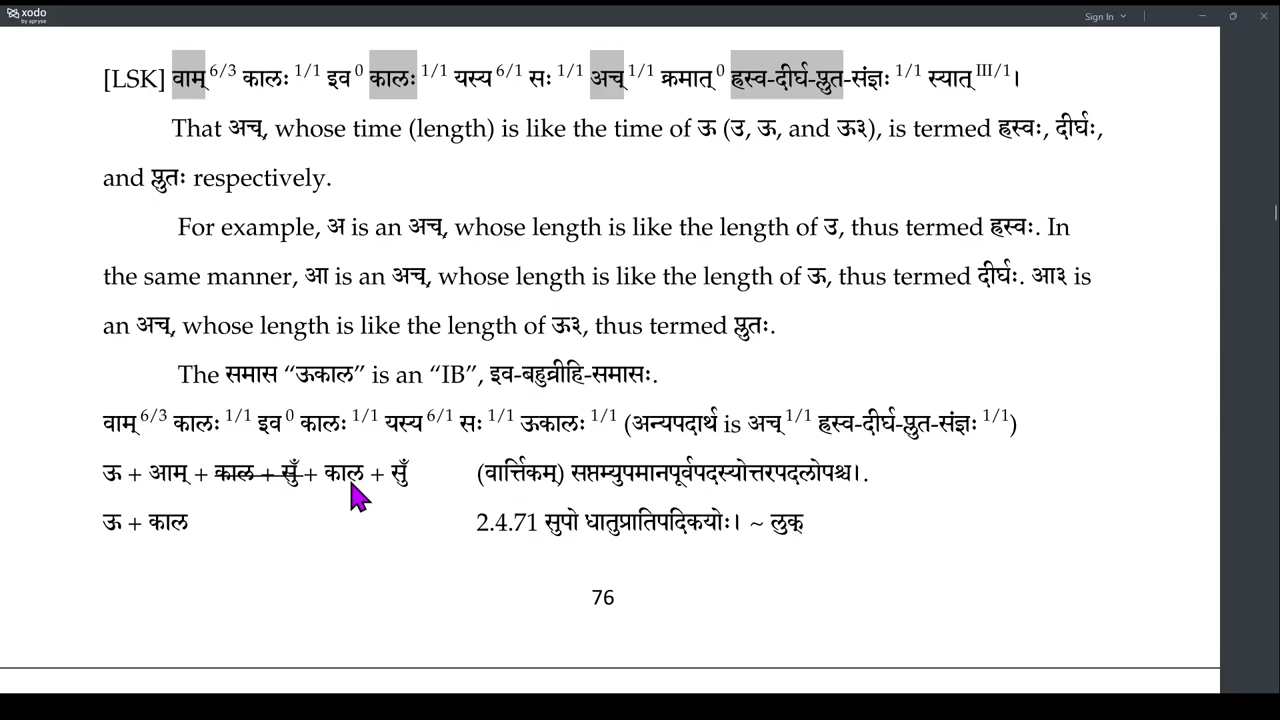 xodo
by apryse
Sign In
[LSK] वाम् 6/3 कालः 1/1 इव 0 कालः 1/1 यस्य 6/1 सः 1/1 अच् 1/1 क्रमात् 0 ह्रस्व-दीर्घ-प्लुत-संज्ञः 1/1 स्यात् III/1।
That अच्, whose time (length) is like the time of ऊ (उ, ऊ, and ऊ३), is termed ह्रस्वः, दीर्घः,
and प्लुतः respectively.
For example, अ is an अच्, whose length is like the length of उ, thus termed ह्रस्वः. In
the same manner, आ is an अच्, whose length is like the length of ऊ, thus termed दीर्घः. आ३ is
an अच्, whose length is like the length of ऊ३, thus termed प्लुतः.
The समास “ऊकाल” is an “IB”, इव-बहुव्रीहि-समासः.
वाम् 6/3 कालः 1/1 इव 0 कालः 1/1 यस्य 6/1 सः 1/1 ऊकालः 1/1 (अन्यपदार्थ is अच् 1/1 ह्रस्व-दीर्घ-प्लुत-संज्ञः 1/1)
ऊ + आम् + काल + सुँ + काल + सुँ (वार्त्तिकम्) सप्तम्युपमानपूर्वपदस्योत्तरपदलोपश्च।.
ऊ + काल 2.4.71 सुपो धातुप्रातिपदिकयोः। ~ लुक्
76